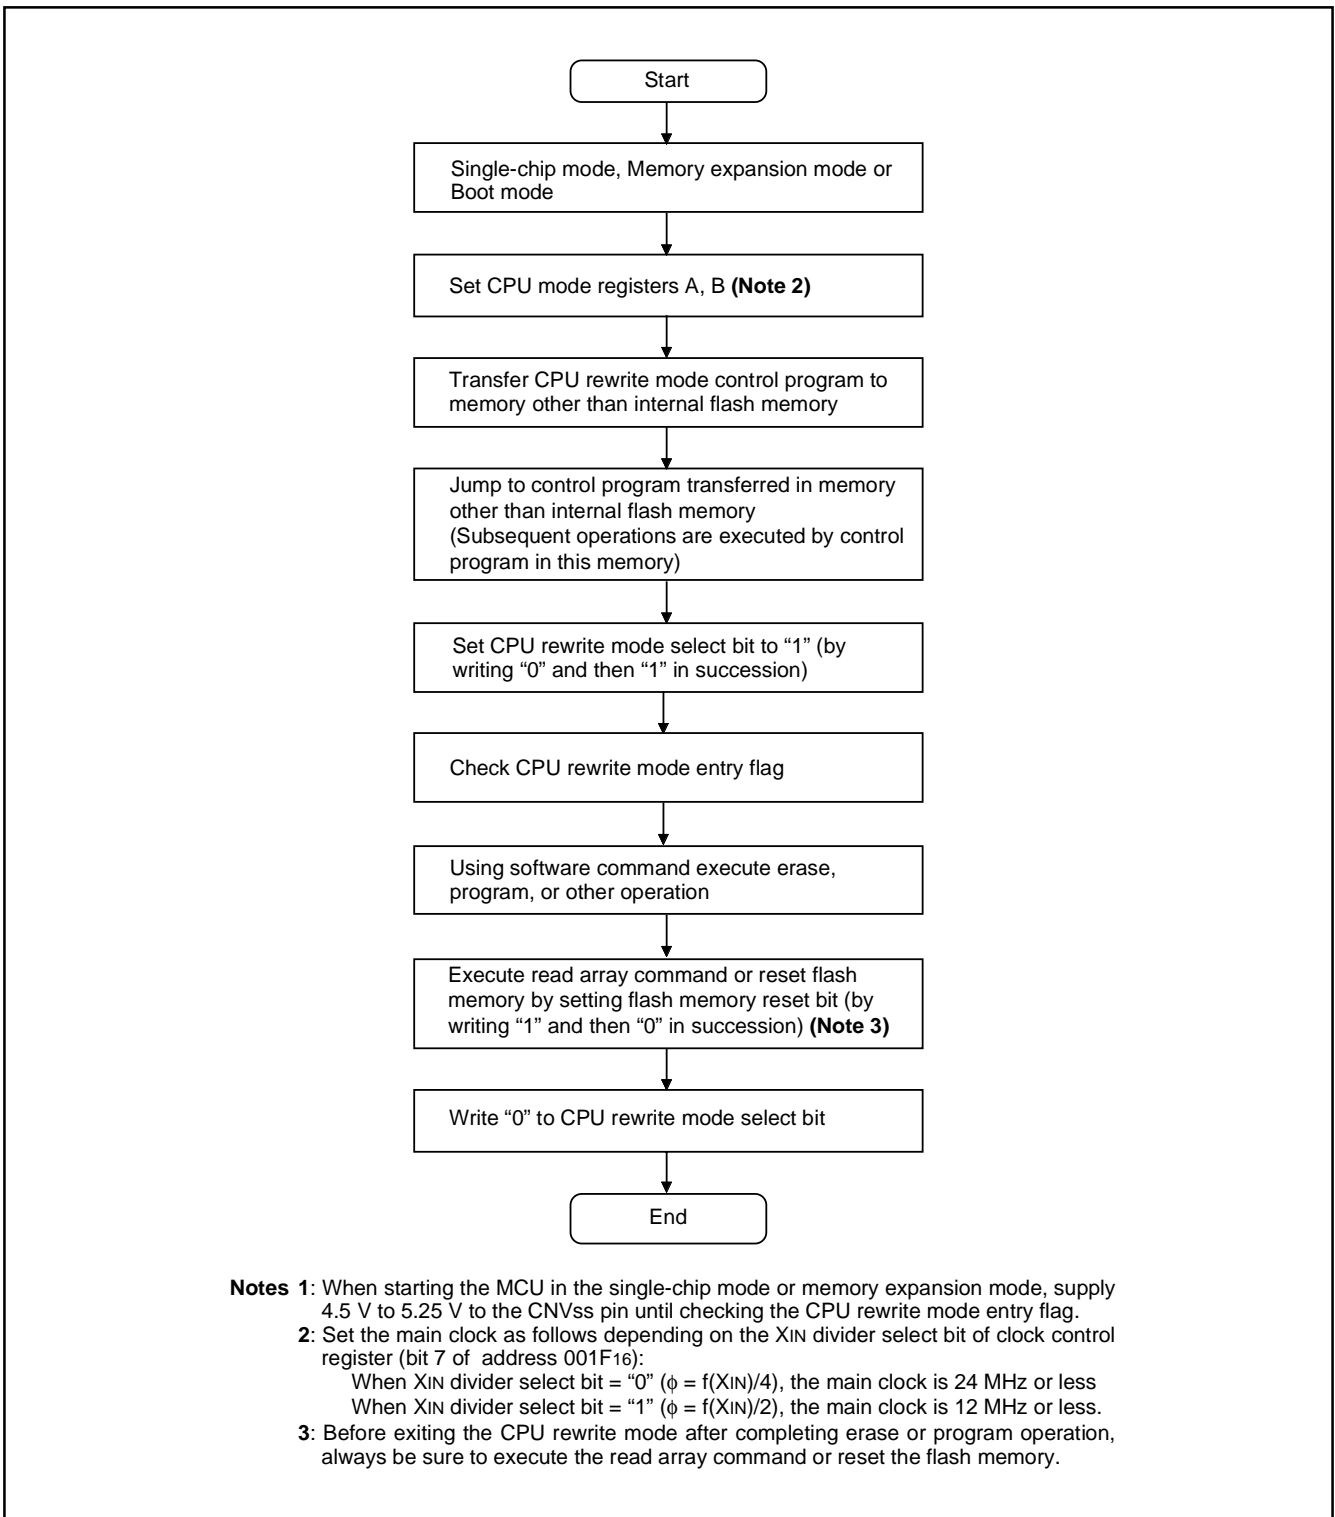 Start
Single-chip mode, Memory expansion mode or
Boot mode
Set CPU mode registers A, B (Note 2)
Transfer CPU rewrite mode control program to
memory other than internal flash memory
Jump to control program transferred in memory
other than internal flash memory
(Subsequent operations are executed by control
program in this memory)
Set CPU rewrite mode select bit to “1” (by
writing “0” and then “1” in succession)
Check CPU rewrite mode entry flag
Using software command execute erase,
program, or other operation
Execute read array command or reset flash
memory by setting flash memory reset bit (by
writing “1” and then “0” in succession) (Note 3)
Write “0” to CPU rewrite mode select bit
End
Notes 1: When starting the MCU in the single-chip mode or memory expansion mode, supply
4.5 V to 5.25 V to the CNVss pin until checking the CPU rewrite mode entry flag.
2: Set the main clock as follows depending on the XIN divider select bit of clock control
register (bit 7 of address 001F16):
When XIN divider select bit = “0” (ϕ = f(XIN)/4), the main clock is 24 MHz or less
When XIN divider select bit = “1” (ϕ = f(XIN)/2), the main clock is 12 MHz or less.
3: Before exiting the CPU rewrite mode after completing erase or program operation,
always be sure to execute the read array command or reset the flash memory.